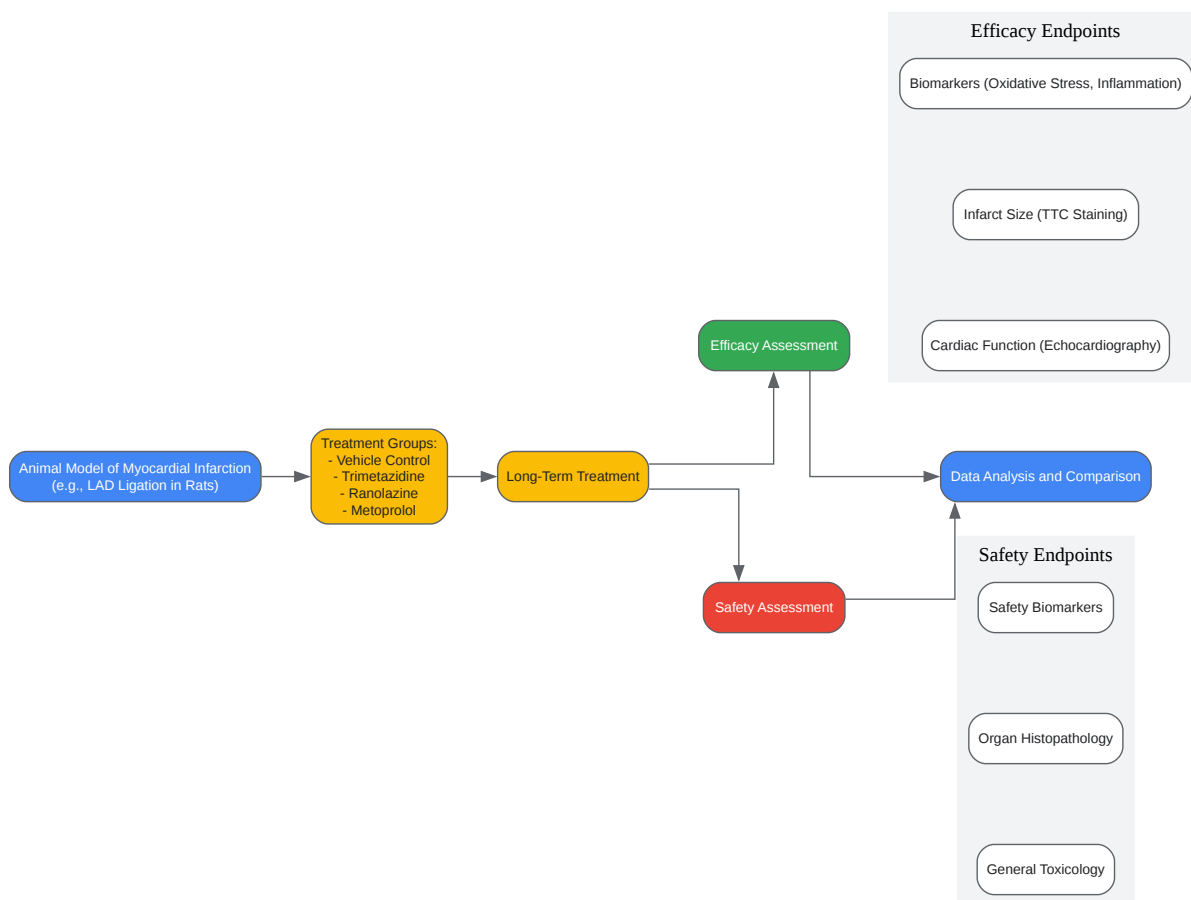 Efficacy Endpoints
Biomarkers (Oxidative Stress, Inflammation)
Infarct Size (TTC Staining)
Efficacy Assessment
Cardiac Function (Echocardiography)
Animal Model of Myocardial Infarction
(e.g., LAD Ligation in Rats)
Treatment Groups:
- Vehicle Control
- Trimetazidine
- Ranolazine
- Metoprolol
Long-Term Treatment
Data Analysis and Comparison
Safety Endpoints
Safety Assessment
Safety Biomarkers
Organ Histopathology
General Toxicology